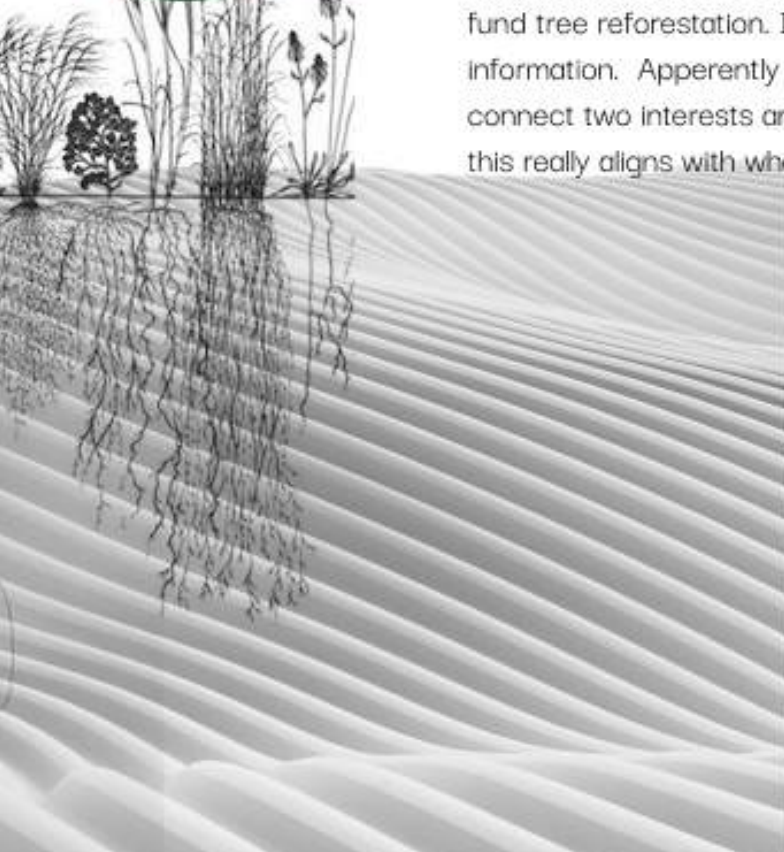 fund tree reforestation.
information. Apperently
connect two interests
this really aligns with